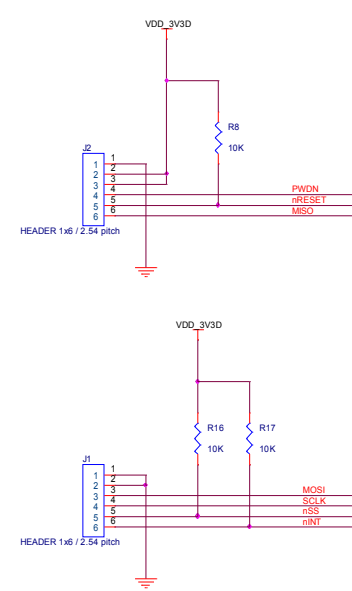 VDD_3V3D
R8
10K
J2
1 1
2 2
3 3
4 4
5 5
6 6
PWDN
nRESET
MISO
HEADER 1x6 / 2.54 pitch
VDD_3V3D
R16 R17
10K 10K
J1
1 1
2 2
3 3
4 4
5 5
6 6
MOSI
SCLK
nSS
nINT
HEADER 1x6 / 2.54 pitch